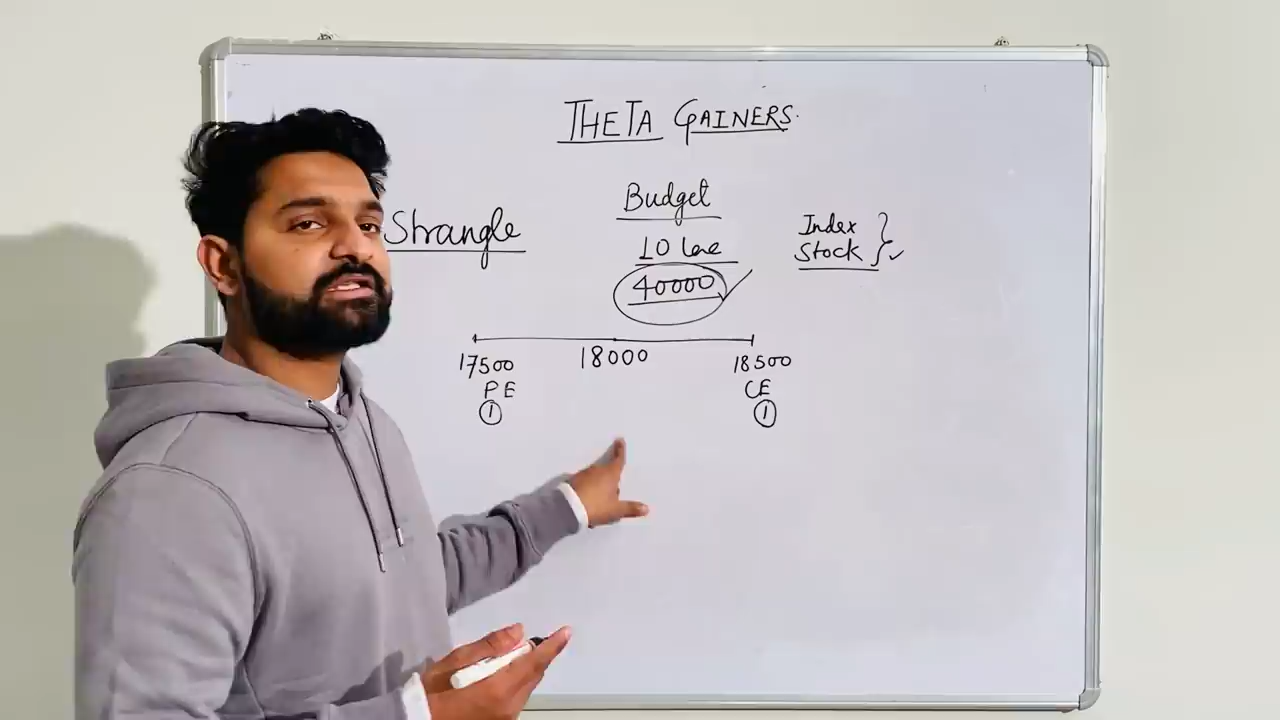 THETA GAINERS.
Strangle
Budget
10 lac
40000
Index
Stock
17500
PE
1
18000
18500
CE
1